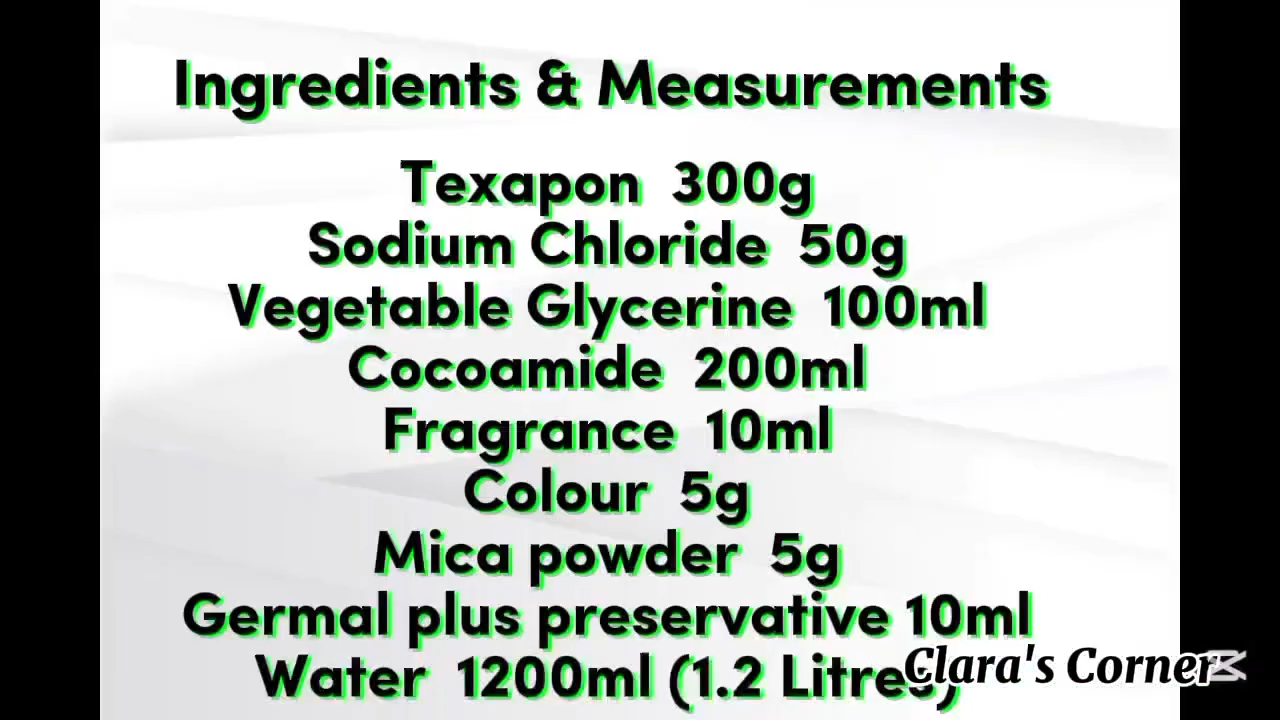 Ingredients & Measurements
Texapon 300g
Sodium Chloride 50g
Vegetable Glycerine 100ml
Cocoamide 200ml
Fragrance 10ml
Colour 5g
Mica powder 5g
Germal plus preservative 10ml
Water 1200ml (1.2 Litres)
Clara's Corner